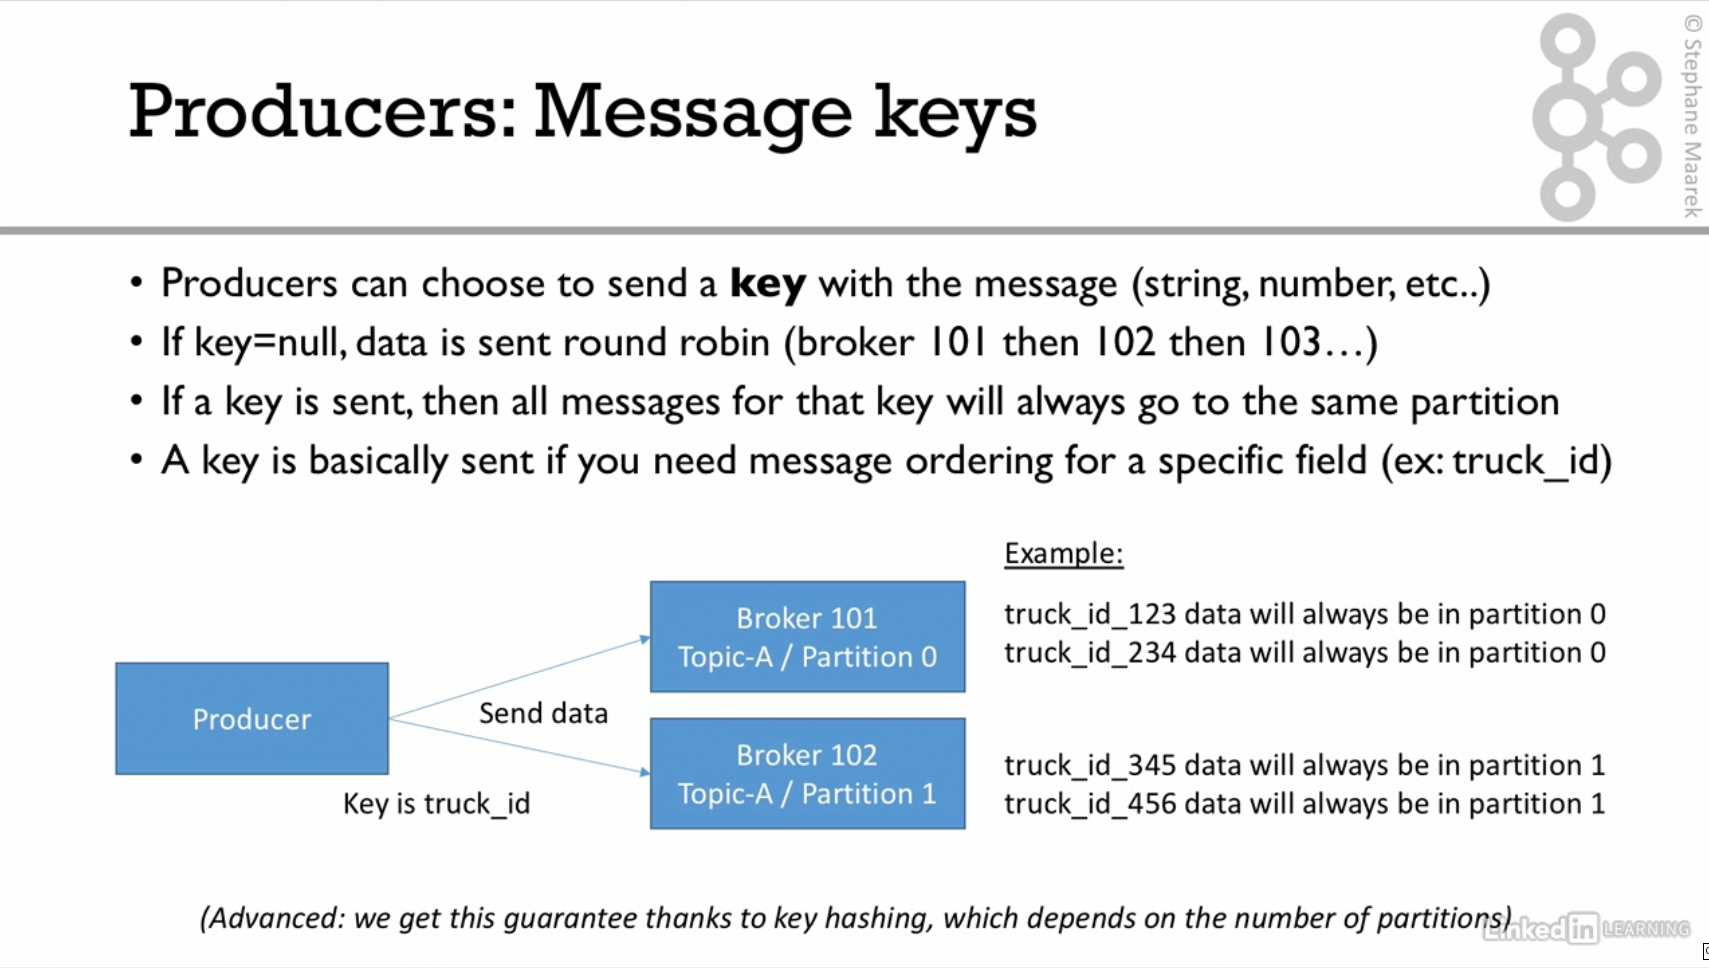 Producers: Message keys
© Stephane Maarek
• Producers can choose to send a key with the message (string, number, etc..)
• If key=null, data is sent round robin (broker 101 then 102 then 103…)
• If a key is sent, then all messages for that key will always go to the same partition
• A key is basically sent if you need message ordering for a specific field (ex: truck_id)
Example:
Broker 101
Topic-A / Partition 0
truck_id_123 data will always be in partition 0
truck_id_234 data will always be in partition 0
Producer
Send data
Key is truck_id
Broker 102
Topic-A / Partition 1
truck_id_345 data will always be in partition 1
truck_id_456 data will always be in partition 1
(Advanced: we get this guarantee thanks to key hashing, which depends on the number of partitions)
Linked in LEARNING